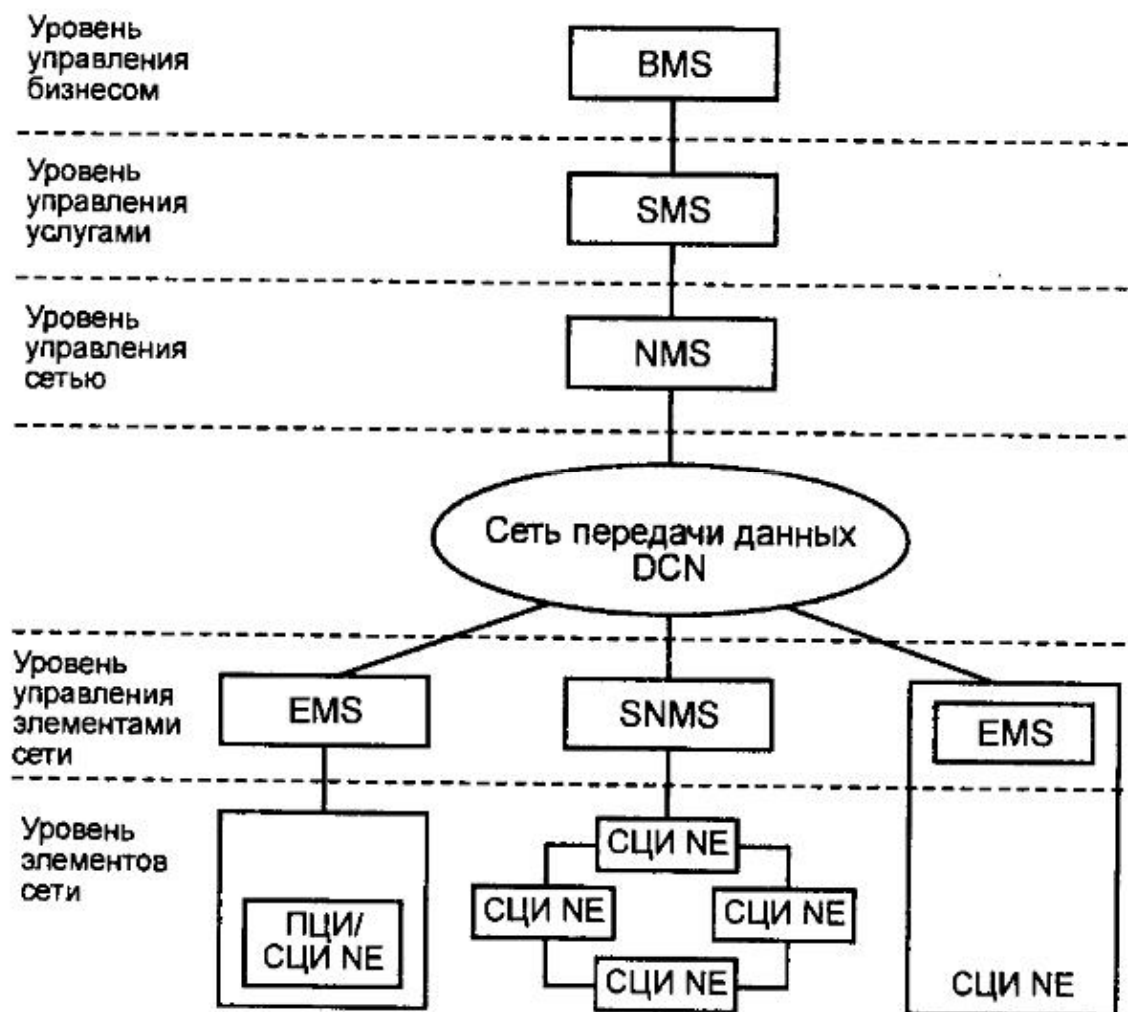 Уровень
управления
бизнесом
BMS
Уровень
управления
услугами
SMS
Уровень
управления
сетью
NMS
Сеть передачи данных
DCN
Уровень
управления
элементами
сети
EMS
SNMS
EMS
Уровень
элементов
сети
ПЦИ/
СЦИ NE
СЦИ NE
СЦИ NE
СЦИ NE
СЦИ NE
СЦИ NE